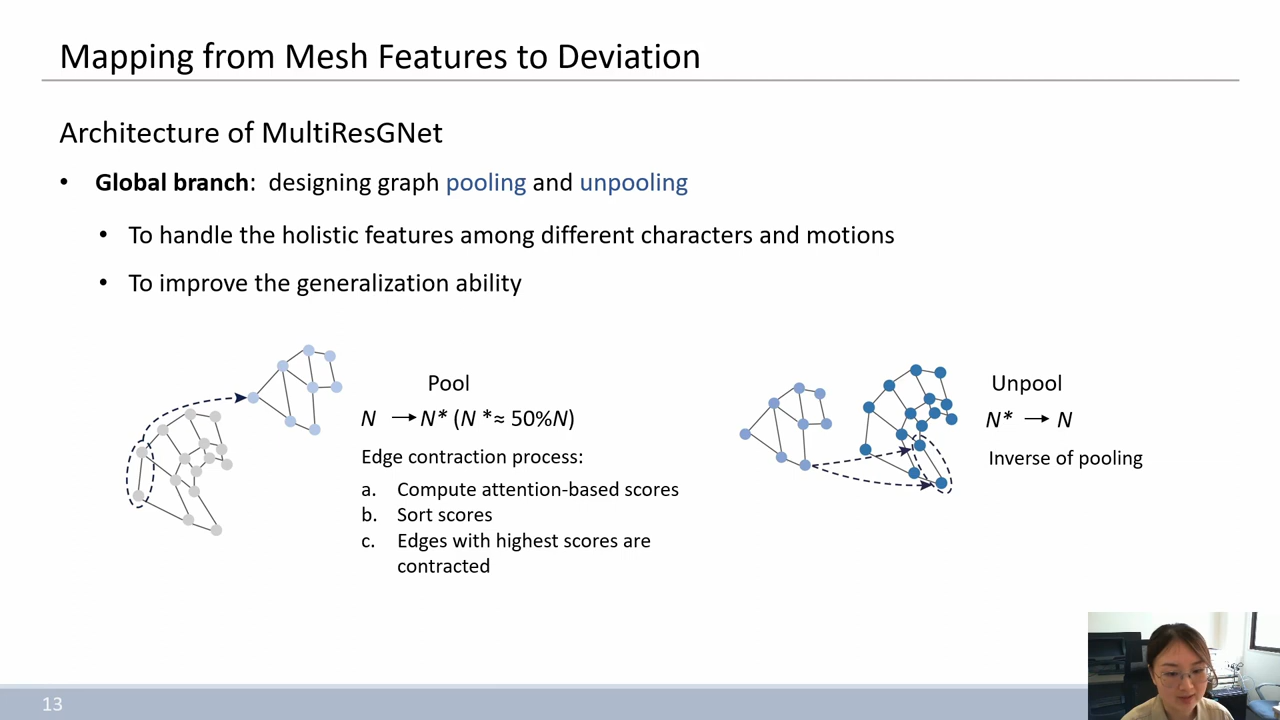 Mapping from Mesh Features to Deviation
Architecture of MultiResGNet
• Global branch: designing graph pooling and unpooling
• To handle the holistic features among different characters and motions
• To improve the generalization ability
Pool
N → N* (N *≈ 50%N)
Edge contraction process:
a. Compute attention-based scores
b. Sort scores
c. Edges with highest scores are
contracted
Unpool
N* → N
Inverse of pooling
13